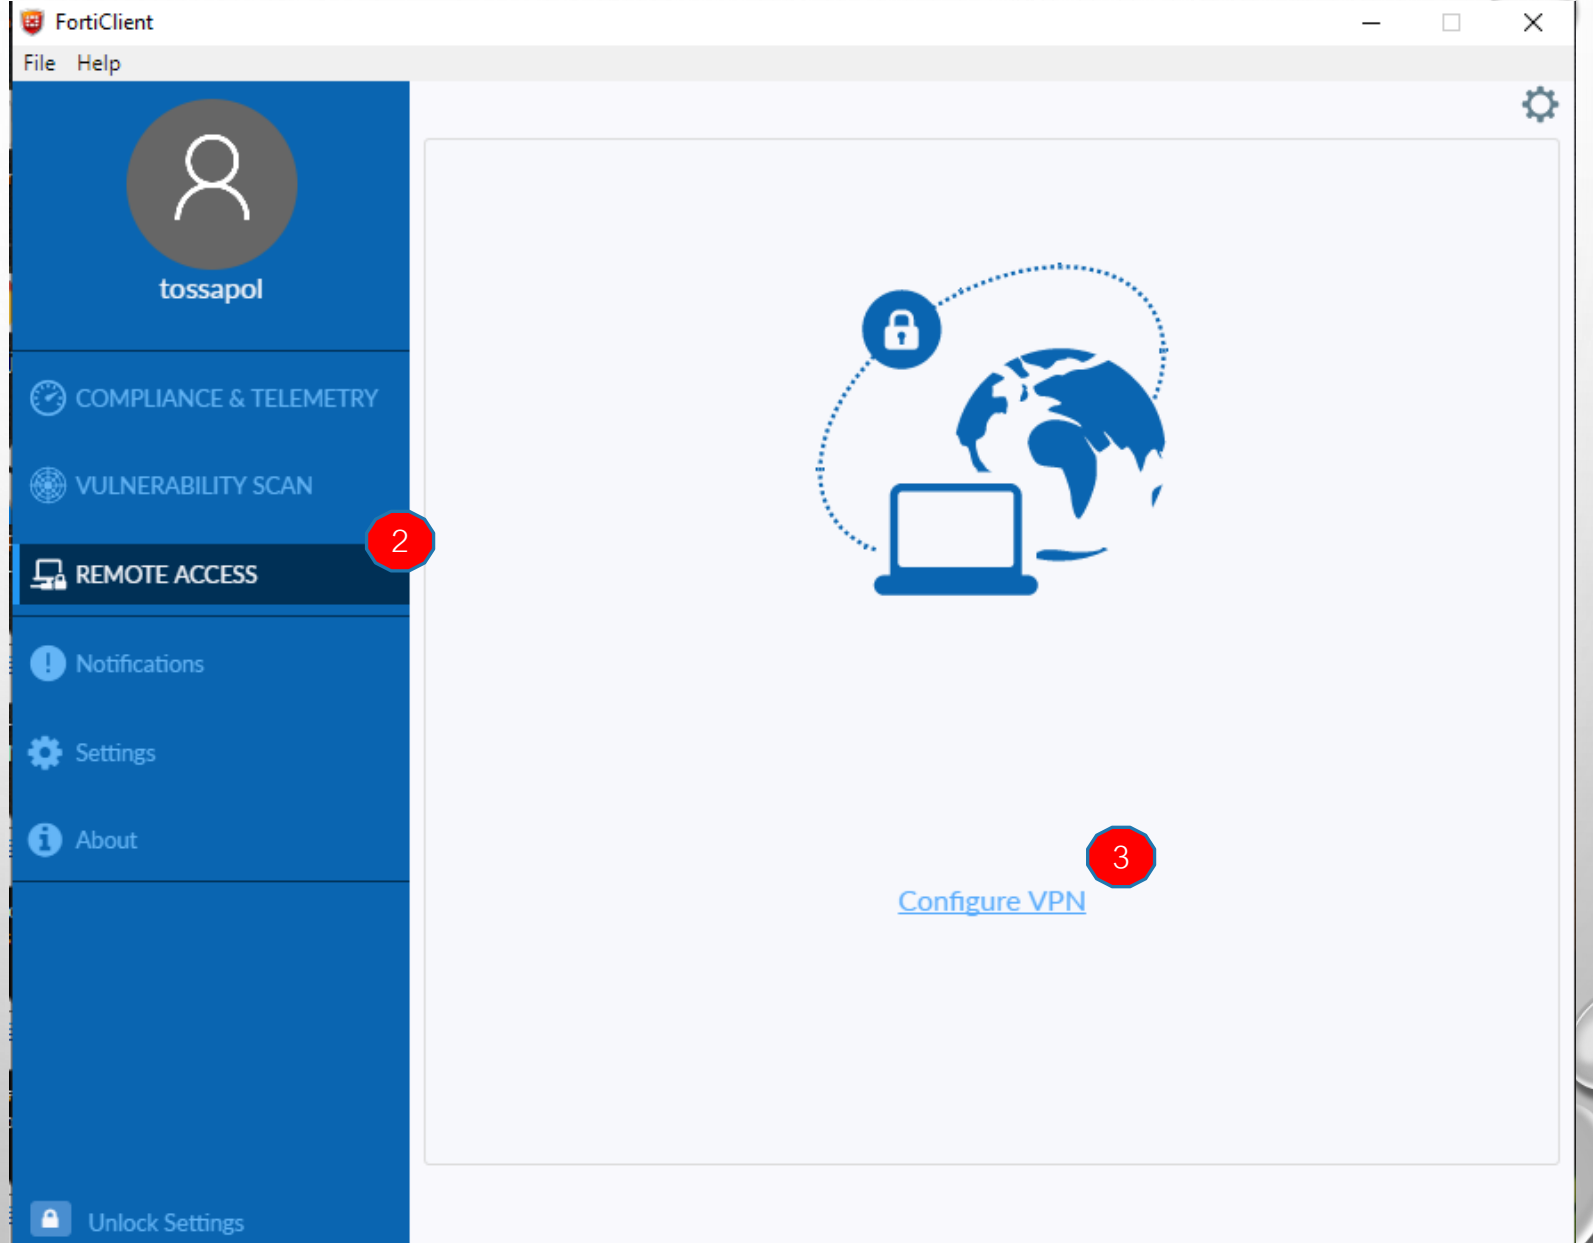 FortiClient
File Help
tossapol
COMPLIANCE & TELEMETRY
VULNERABILITY SCAN
2
REMOTE ACCESS
Notifications
Settings
About
3
Configure VPN
Unlock Settings